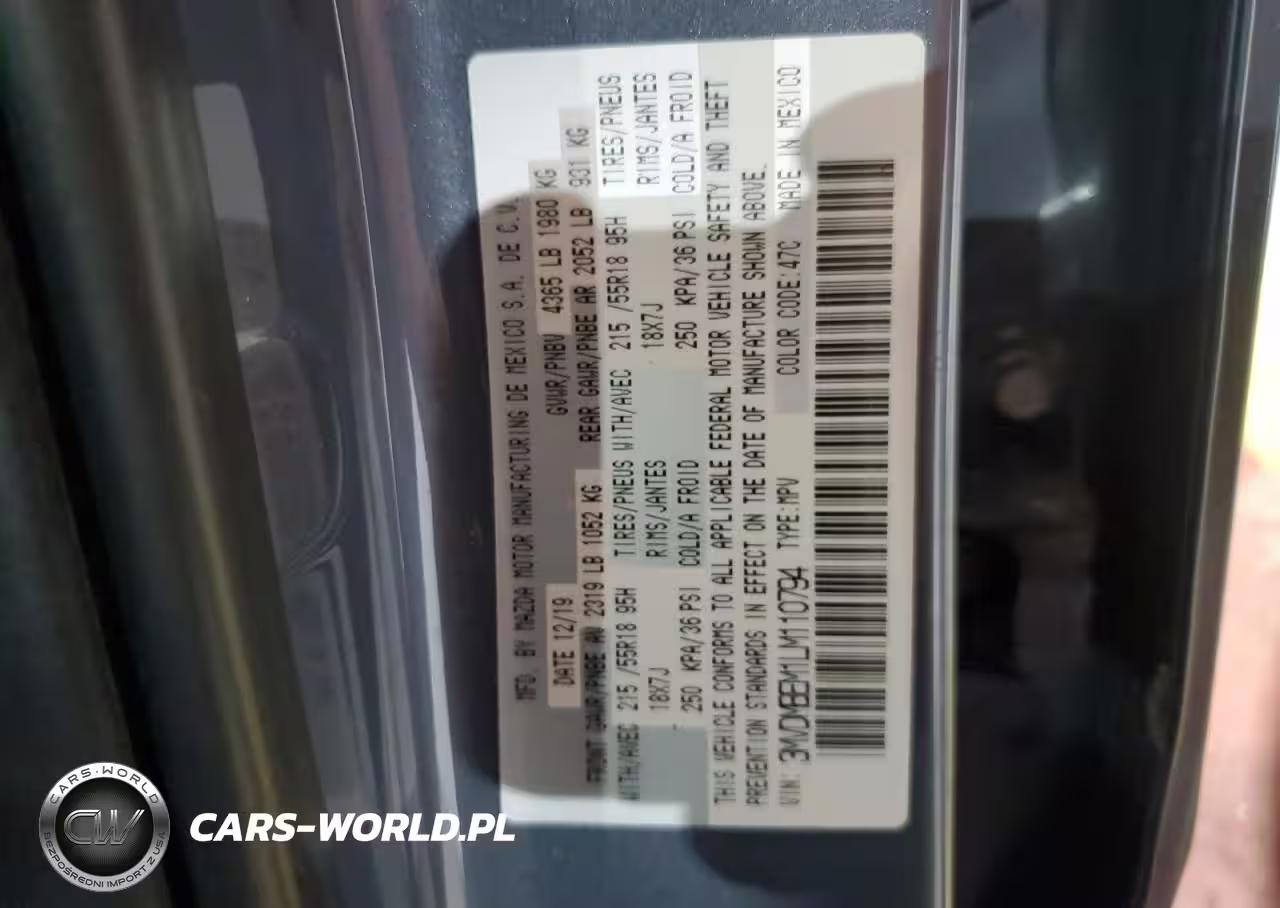 MFG. BY MAZDA MOTOR MANUFACTURING DE MEXICO S.A. DE C.V.
DATE 12/19 GVWR/PNBV 4365 LB 1980 KG
FRONT GAWR/PNBE AV 2319 LB 1052 KG REAR GAWR/PNBE AR 2052 LB 931 KG
WITH/AVEC 215 /55R18 95H TIRES/PNEUS WITH/AVEC 215 /55R18 95H TIRES/PNEUS
18X7J RIMS/JANTES 18X7J RIMS/JANTES
250 KPA/36 PSI COLD/A FROID 250 KPA/36 PSI COLD/A FROID
THIS VEHICLE CONFORMS TO ALL APPLICABLE FEDERAL MOTOR VEHICLE SAFETY AND THEFT
PREVENTION STANDARDS IN EFFECT ON THE DATE OF MANUFACTURE SHOWN ABOVE.
VIN: 3MVDMBEM1LM110794 TYPE:MPV COLOR CODE:47C MADE IN MEXICO
CARS-WORLD
CW
BEZPOŚREDNI IMPORT Z USA
CARS-WORLD.PL